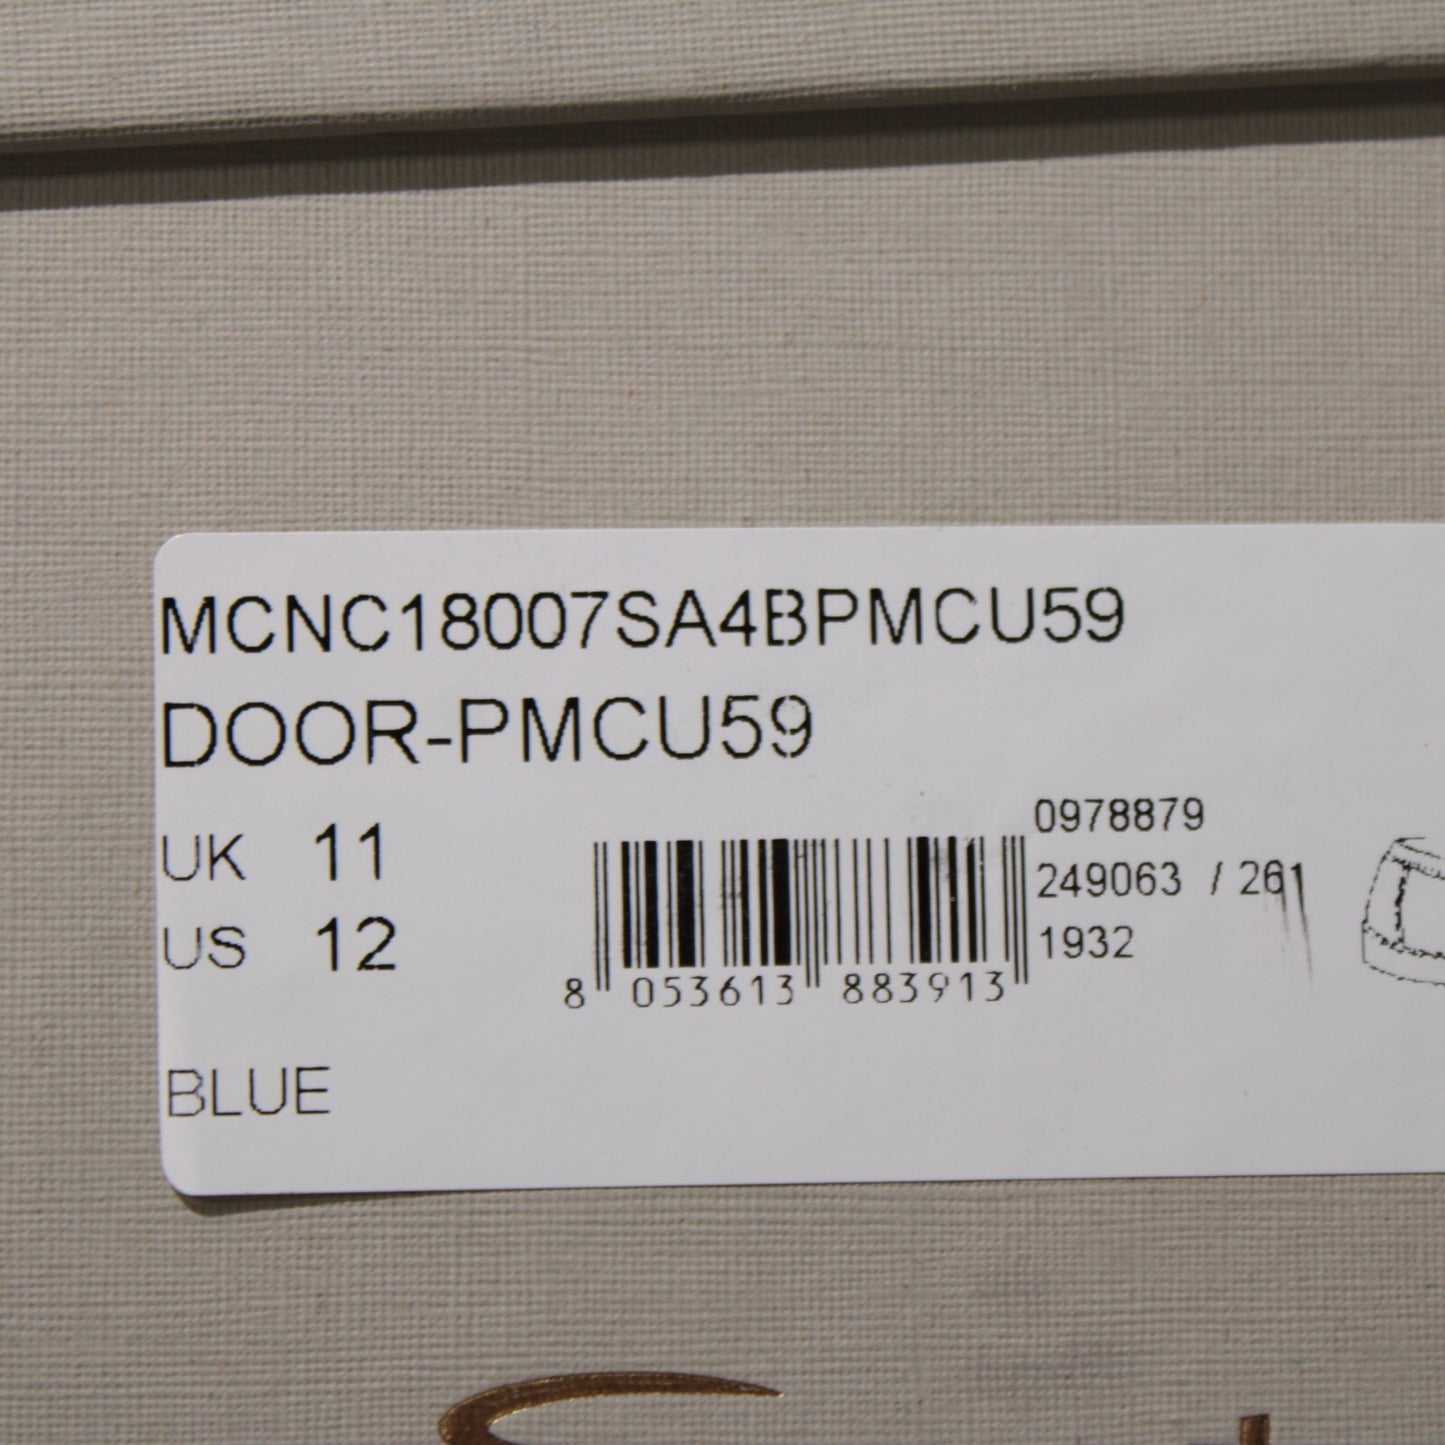 MCNC18007SA4BPMCU59
DOOR-PMCU59
UK 11
US 12
0978879
249063 / 261
1932
8 053613 883913
BLUE